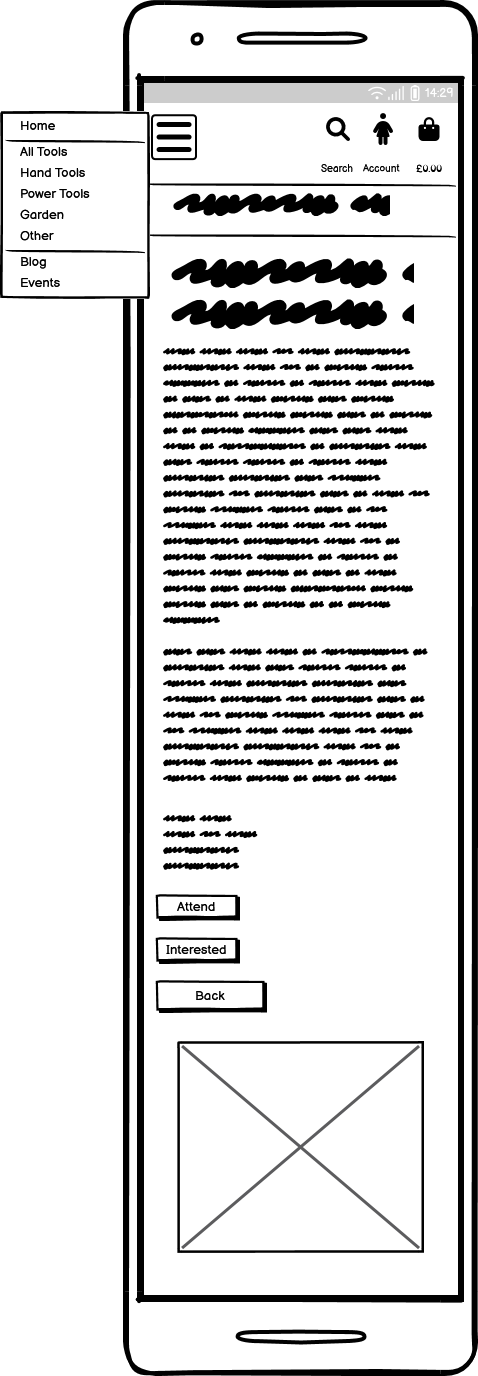 14:29
Home
All Tools
Hand Tools
Power Tools
Garden
Other
Blog
Events
Search Account £0.00
Attend
Interested
Back